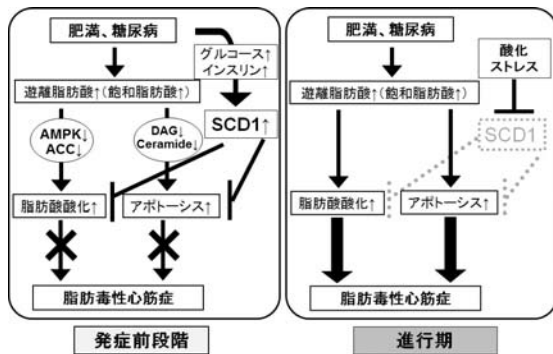 肥満、糖尿病
グルコース↑
インスリン↑
遊離脂肪酸↑(飽和脂肪酸↑)
AMPK↓
ACC↓
DAG↓
Ceramide↓
SCD1↑
脂肪酸酸化↑
アポトーシス↑
脂肪毒性心筋症
発症前段階
肥満、糖尿病
酸化
ストレス
遊離脂肪酸↑(飽和脂肪酸↑)
SCD1
脂肪酸酸化↑
アポトーシス↑
脂肪毒性心筋症
進行期